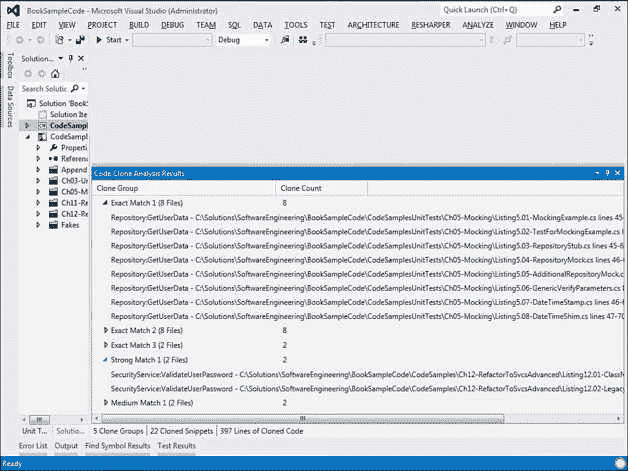 BookSampleCode - Microsoft Visual Studio (Administrator)
Quick Launch (Ctrl+Q)
FILE EDIT VIEW PROJECT BUILD DEBUG TEAM SQL DATA TOOLS TEST ARCHITECTURE RESHARPER ANALYZE WINDOW HELP
Start Debug
Toolbox
Data Sources
Solution...
Search Solutic
Solution 'BookS
Solution Ite
CodeSampl
CodeSampl
Properti
Referenc
Append
Ch03-Ur
Ch05-M
Ch11-Re
Ch12-Re
Fakes
Code Clone Analysis Results
Clone Group Clone Count
Exact Match 1 (8 Files) 8
Repository:GetUserData - C:\Solutions\SoftwareEngineering\BookSampleCode\CodeSamplesUnitTests\Ch05-Mocking\Listing5.01-MockingExample.cs lines 45-
Repository:GetUserData - C:\Solutions\SoftwareEngineering\BookSampleCode\CodeSamplesUnitTests\Ch05-Mocking\Listing5.02-TestForMockingExample.cs
Repository:GetUserData - C:\Solutions\SoftwareEngineering\BookSampleCode\CodeSamplesUnitTests\Ch05-Mocking\Listing5.03-RepositoryStub.cs lines 45-6
Repository:GetUserData - C:\Solutions\SoftwareEngineering\BookSampleCode\CodeSamplesUnitTests\Ch05-Mocking\Listing5.04-RepositoryMock.cs lines 46-
Repository:GetUserData - C:\Solutions\SoftwareEngineering\BookSampleCode\CodeSamplesUnitTests\Ch05-Mocking\Listing5.05-AdditionalRepositoryMock.
Repository:GetUserData - C:\Solutions\SoftwareEngineering\BookSampleCode\CodeSamplesUnitTests\Ch05-Mocking\Listing5.06-GenericVerifyParameters.cs
Repository:GetUserData - C:\Solutions\SoftwareEngineering\BookSampleCode\CodeSamplesUnitTests\Ch05-Mocking\Listing5.07-DateTimeStamp.cs lines 46
Repository:GetUserData - C:\Solutions\SoftwareEngineering\BookSampleCode\CodeSamplesUnitTests\Ch05-Mocking\Listing5.08-DateTimeShim.cs lines 47-70
Exact Match 2 (8 Files) 8
Exact Match 3 (2 Files) 2
Strong Match 1 (2 Files) 2
SecurityService:ValidateUserPassword - C:\Solutions\SoftwareEngineering\BookSampleCode\CodeSamples\Ch12-RefactorToSvcsAdvanced\Listing12.01-Class
SecurityService:ValidateUserPassword - C:\Solutions\SoftwareEngineering\BookSampleCode\CodeSamples\Ch12-RefactorToSvcsAdvanced\Listing12.02-Legac
Medium Match 1 (2 Files) 2
Unit T... Solutio... 5 Clone Groups 22 Cloned Snippets 397 Lines of Cloned Code
Error List Output Find Symbol Results Test Results
Ready